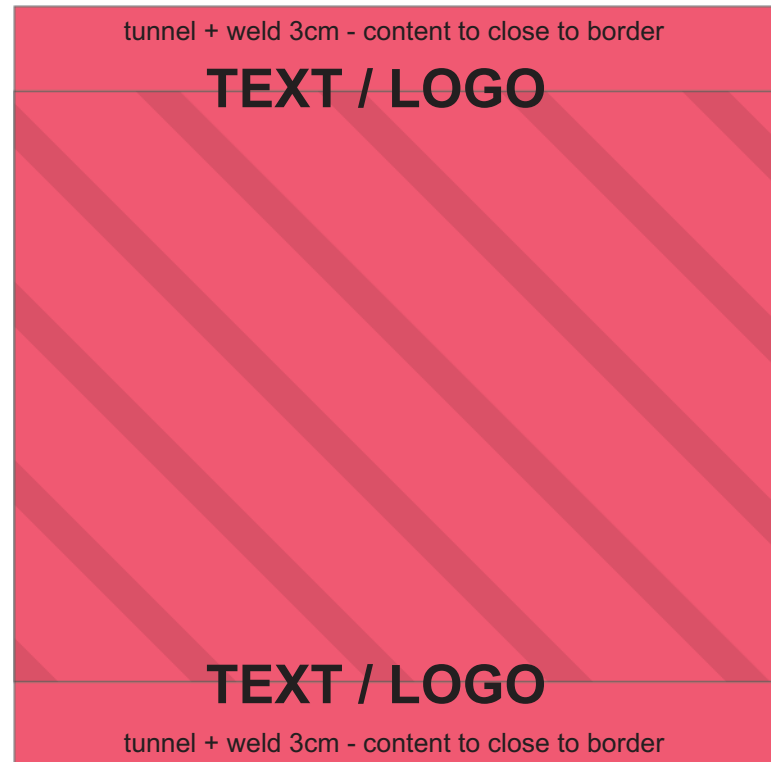 tunnel + weld 3cm - content to close to border
TEXT / LOGO
TEXT / LOGO
tunnel + weld 3cm - content to close to border